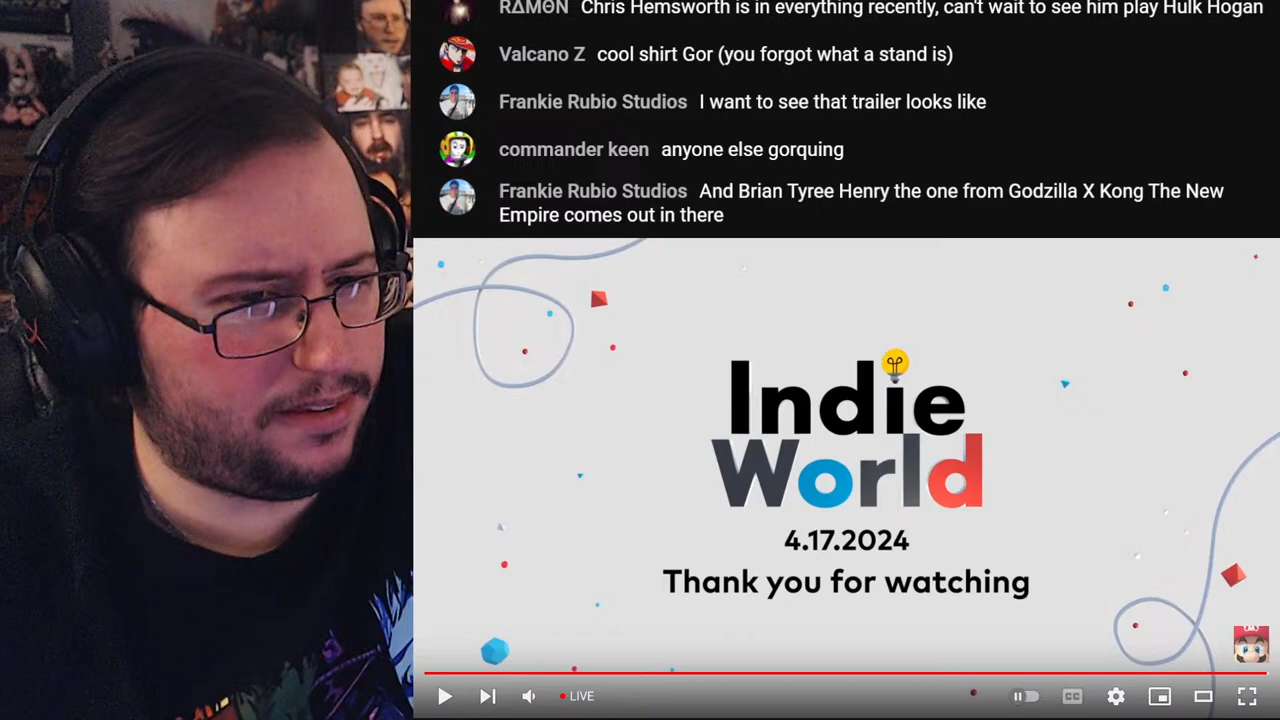 RΔMΘN Chris Hemsworth is in everything recently, can't wait to see him play Hulk Hogan
Valcano Z cool shirt Gor (you forgot what a stand is)
Frankie Rubio Studios I want to see that trailer looks like
commander keen anyone else gorquing
Frankie Rubio Studios And Brian Tyree Henry the one from Godzilla X Kong The New
Empire comes out in there
Indie
World
4.17.2024
Thank you for watching
LIVE
CC